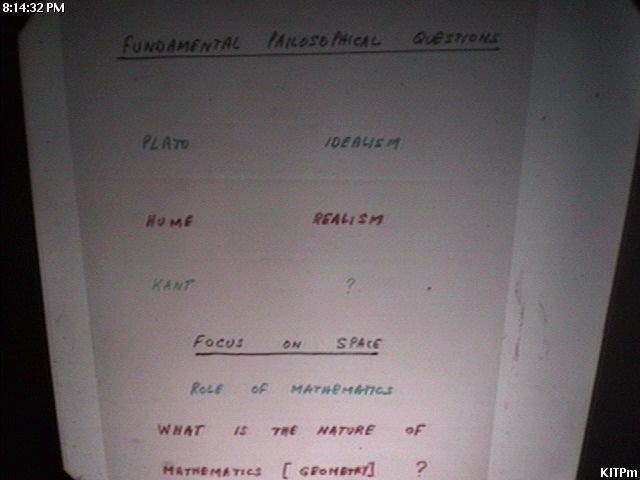 8:14:32 PM
FUNDAMENTAL PHILOSOPHICAL QUESTIONS
PLATO IDEALISM
HUME REALISM
KANT ?
FOCUS ON SPACE
ROLE OF MATHEMATICS
WHAT IS THE NATURE OF
MATHEMATICS [GEOMETRY] ?
KITPm